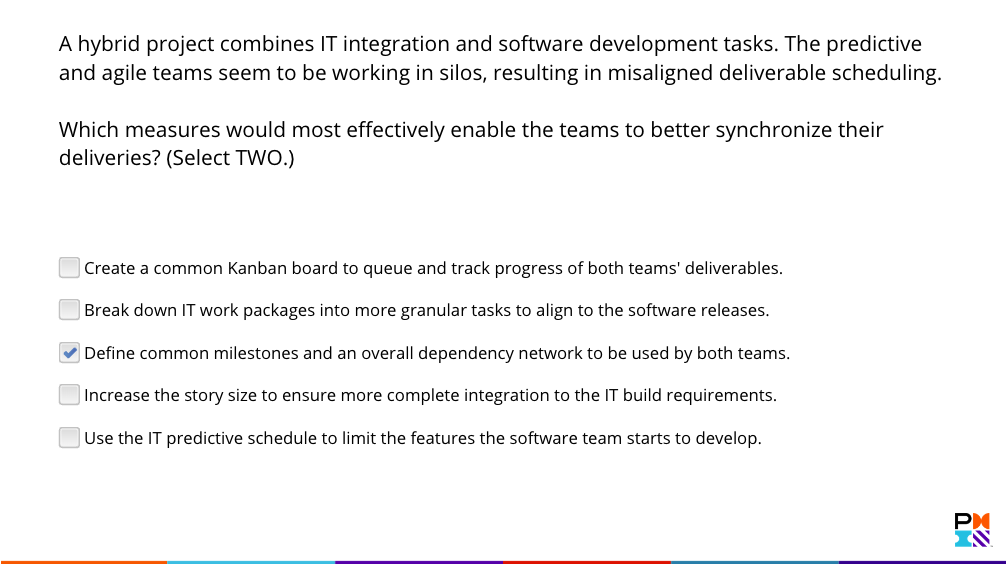 A hybrid project combines IT integration and software development tasks. The predictive
and agile teams seem to be working in silos, resulting in misaligned deliverable scheduling.
Which measures would most effectively enable the teams to better synchronize their
deliveries? (Select TWO.)
Create a common Kanban board to queue and track progress of both teams' deliverables.
Break down IT work packages into more granular tasks to align to the software releases.
Define common milestones and an overall dependency network to be used by both teams.
Increase the story size to ensure more complete integration to the IT build requirements.
Use the IT predictive schedule to limit the features the software team starts to develop.